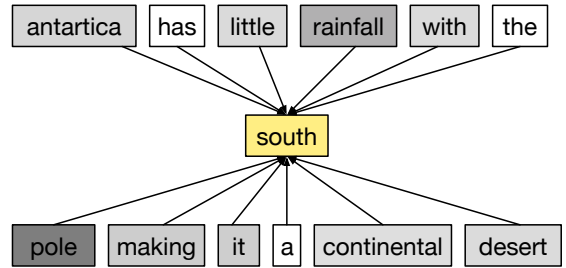 antartica has little rainfall with the
south
pole making it a continental desert